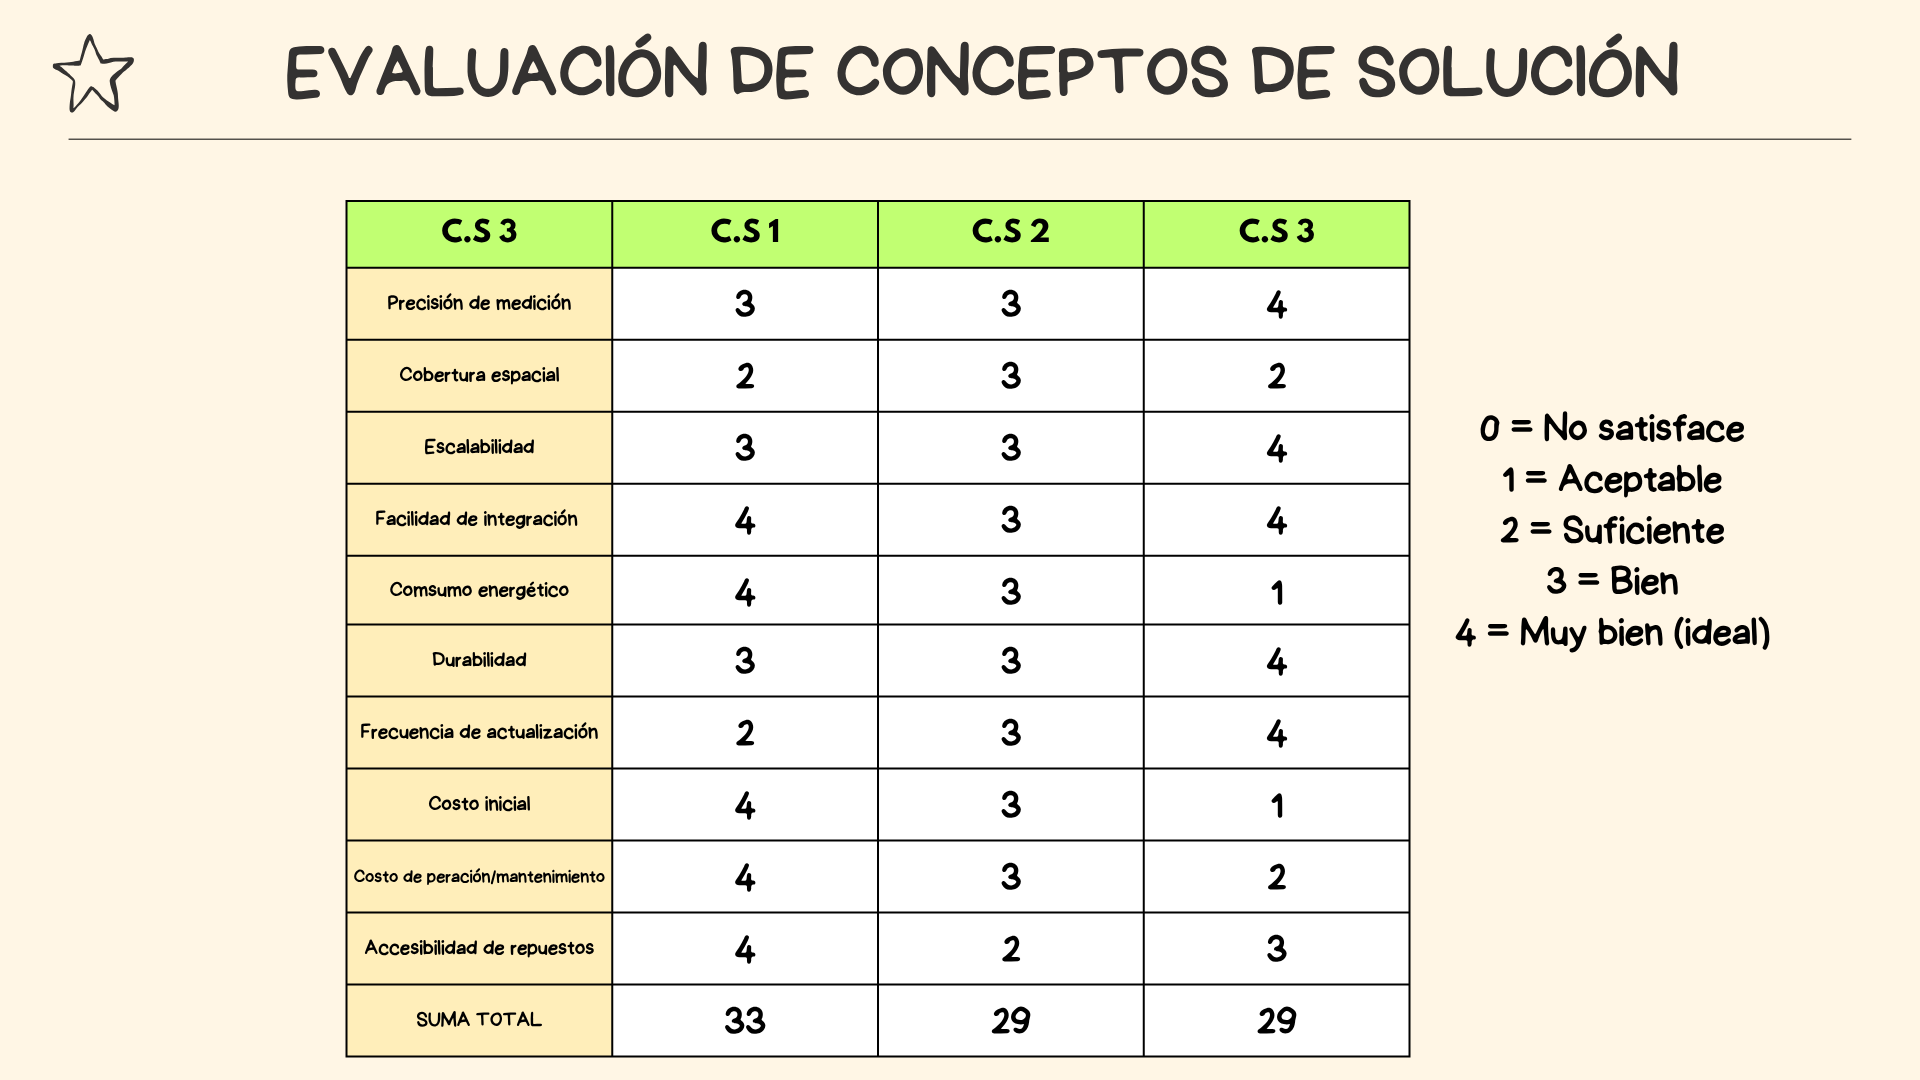 EVALUACIÓN DE CONCEPTOS DE SOLUCIÓN
C.S 3 C.S 1 C.S 2 C.S 3
Precisión de medición 3 3 4
Cobertura espacial 2 3 2
Escalabilidad 3 3 4
Facilidad de integración 4 3 4
Comsumo energético 4 3 1
Durabilidad 3 3 4
Frecuencia de actualización 2 3 4
Costo inicial 4 3 1
Costo de peración/mantenimiento 4 3 2
Accesibilidad de repuestos 4 2 3
SUMA TOTAL 33 29 29
0 = No satisface
1 = Aceptable
2 = Suficiente
3 = Bien
4 = Muy bien (ideal)